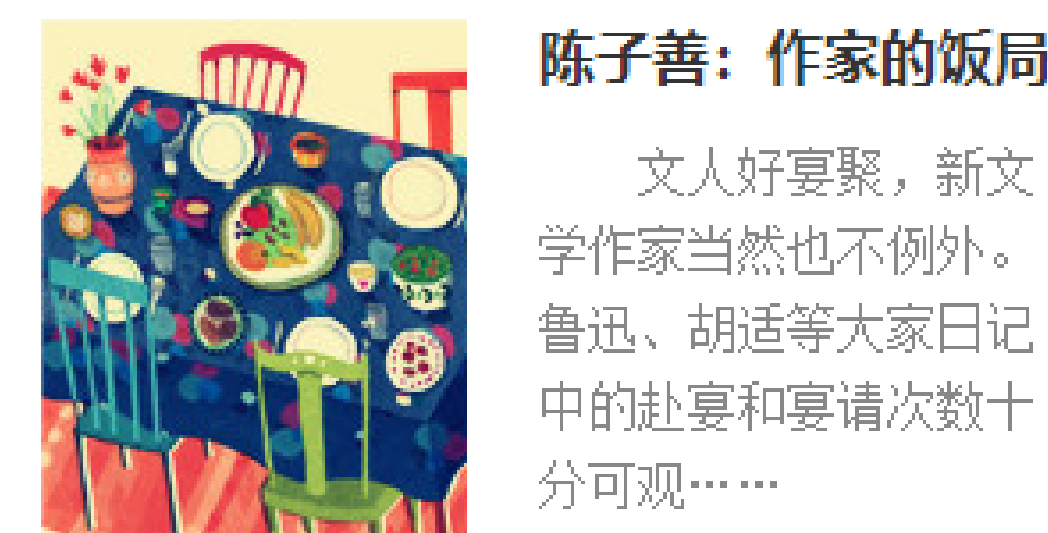 陈子善：作家的饭局
文人好宴聚，新文
学作家当然也不例外。
鲁迅、胡适等大家日记
中的赴宴和宴请次数十
分可观……